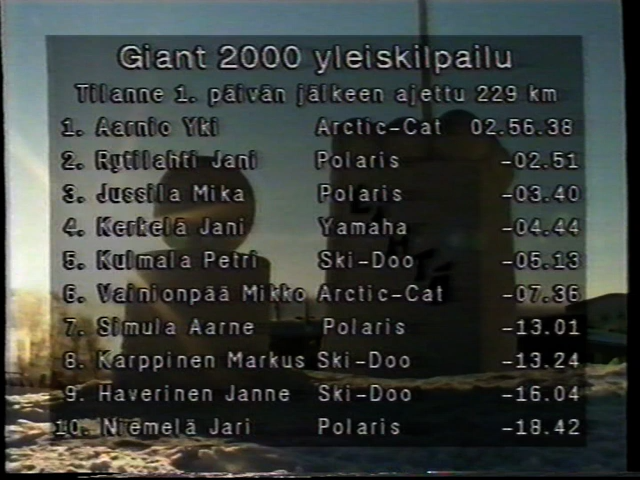 Giant 2000 yleiskilpailu
Tilanne 1. päivän jälkeen ajettu 229 km
1. Aarnio Yki Arctic-Cat 02.56.38
2. Rytilahti Jani Polaris -02.51
3. Jussila Mika Polaris -03.40
4. Kerkelä Jani Yamaha -04.44
5. Kulmala Petri Ski-Doo -05.13
6. Vainionpää Mikko Arctic-Cat -07.36
7. Simula Aarne Polaris -13.01
8. Karppinen Markus Ski-Doo -13.24
9. Haverinen Janne Ski-Doo -16.04
10. Niemelä Jari Polaris -18.42